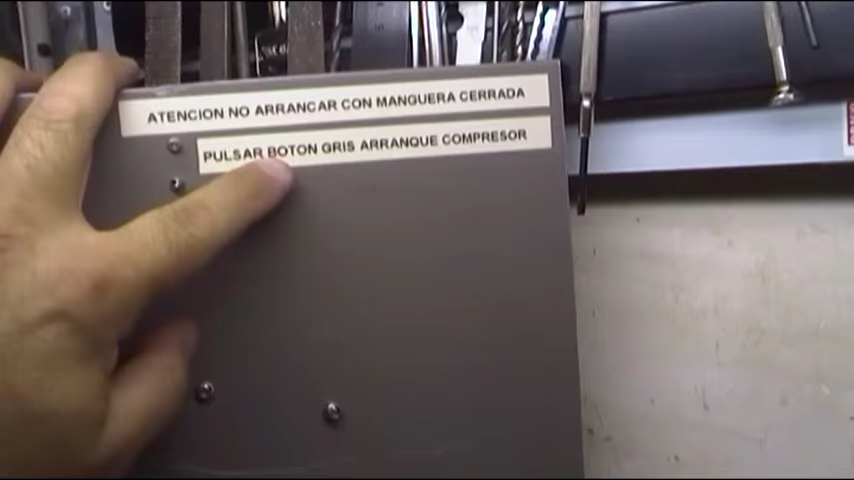 ATENCION NO ARRANCAR CON MANGUERA CERRADA
PULSAR BOTON GRIS ARRANQUE COMPRESOR